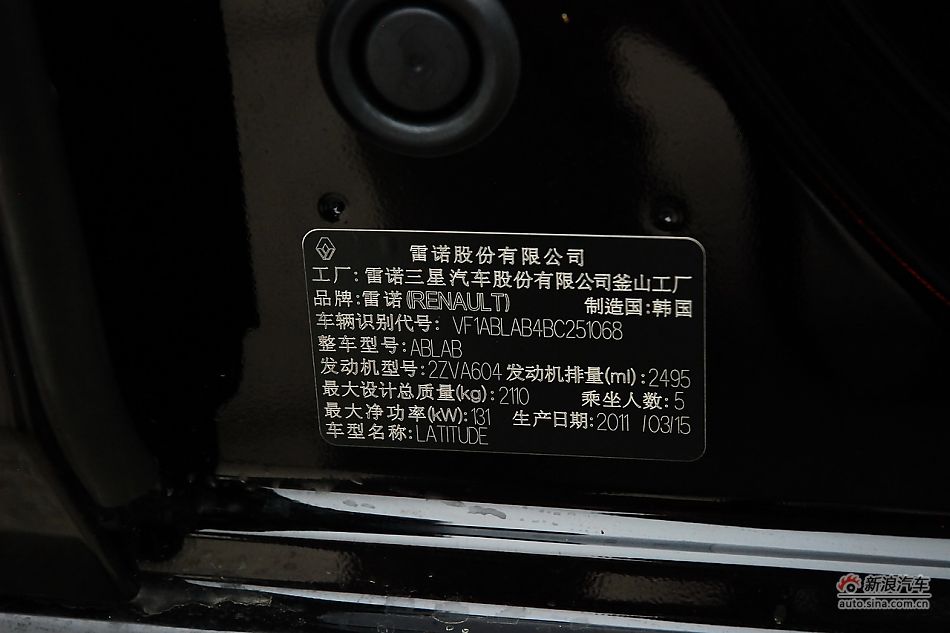 雷诺股份有限公司
工厂: 雷诺三星汽车股份有限公司釜山工厂
品牌: 雷诺(RENAULT) 制造国: 韩国
车辆识别代号: VF1ABLAB4BC251068
整车型号: ABLAB
发动机型号: 2ZVA604 发动机排量(ml): 2495
最大设计总质量(kg): 2110 乘坐人数: 5
最大净功率(kW): 131 生产日期: 2011 /03/15
车型名称: LATITUDE
新浪汽车
auto.sina.com.cn